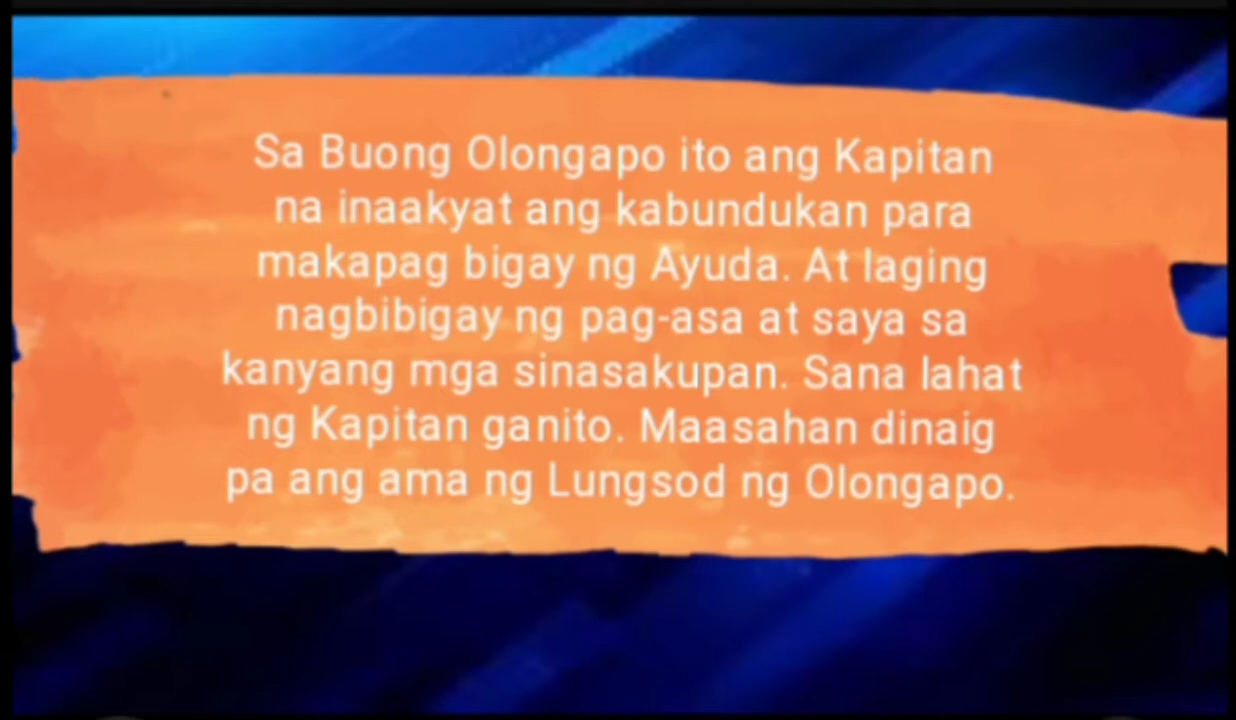 Sa Buong Olongapo ito ang Kapitan
na inaakyat ang kabundukan para
makapag bigay ng Ayuda. At laging
nagbibigay ng pag-asa at saya sa
kanyang mga sinasakupan. Sana lahat
ng Kapitan ganito. Maasahan dinaig
pa ang ama ng Lungsod ng Olongapo.